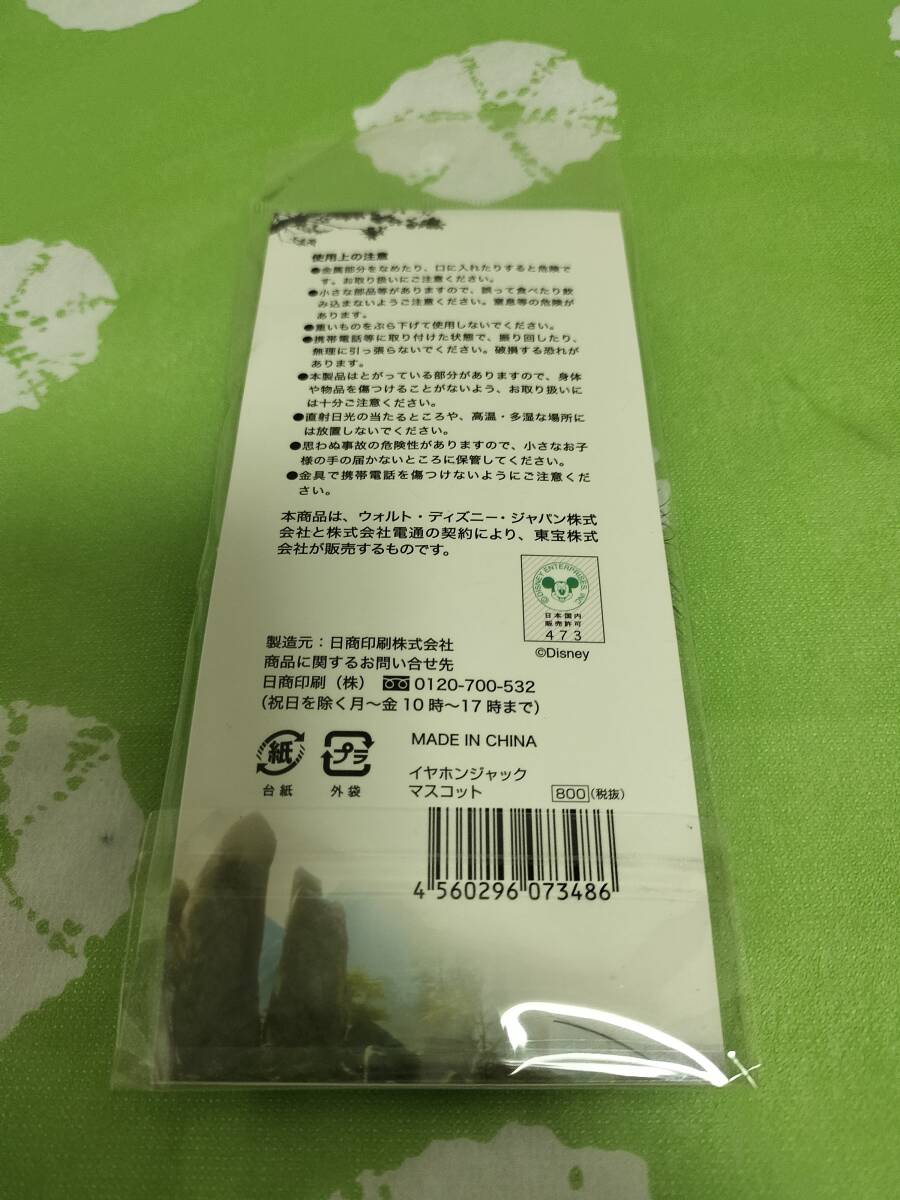 使用上の注意
●金属部分をなめたり、口に入れたりすると危険で
す。お取り扱いにご注意ください。
●小さな部品等がありますので、誤って食べたり飲
み込まないようご注意ください。窒息等の危険が
あります。
●重いものをぶら下げて使用しないでください。
●携帯電話等に取り付けた状態で、振り回したり、
無理に引っ張らないでください。破損する恐れが
あります。
●本製品はとがっている部分がありますので、身体
や物品を傷つけることがないよう、お取り扱いに
は十分ご注意ください。
●直射日光の当たるところや、高温・多湿な場所に
は放置しないでください。
●思わぬ事故の危険性がありますので、小さなお子
様の手の届かないところに保管してください。
●金具で携帯電話を傷つけないようにご注意くだ
さい。
本商品は、ウォルト・ディズニー・ジャパン株式
会社と株式会社電通の契約により、東宝株式
会社が販売するものです。
©DISNEY ENTERPRISES, INC.
日本国内
販売許可
473
©Disney
製造元：日商印刷株式会社
商品に関するお問い合せ先
日商印刷（株） 0120-700-532
（祝日を除く月～金10時～17時まで）
紙
台紙
プラ
外袋
MADE IN CHINA
イヤホンジャック
マスコット
800（税抜）
4 560296 073486